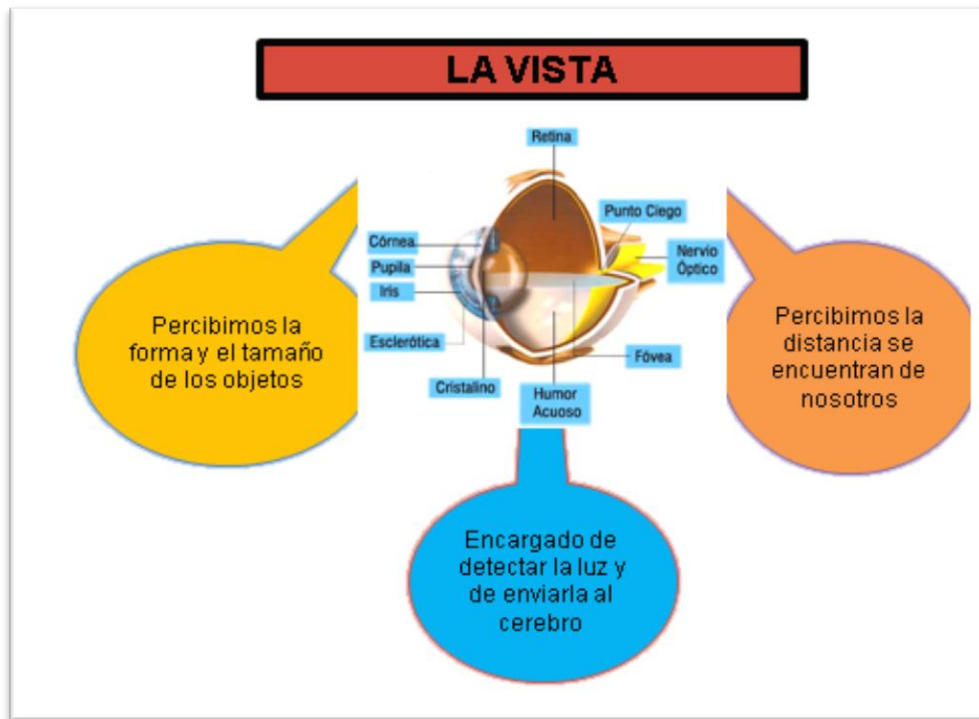 LA VISTA
Retina
Punto Ciego
Córnea
Nervio
Óptico
Pupila
Iris
Esclerótica
Fóvea
Cristalino
Humor
Acuoso
Percibimos la
forma y el tamaño
de los objetos
Percibimos la
distancia se
encuentran de
nosotros
Encargado de
detectar la luz y
de enviarla al
cerebro